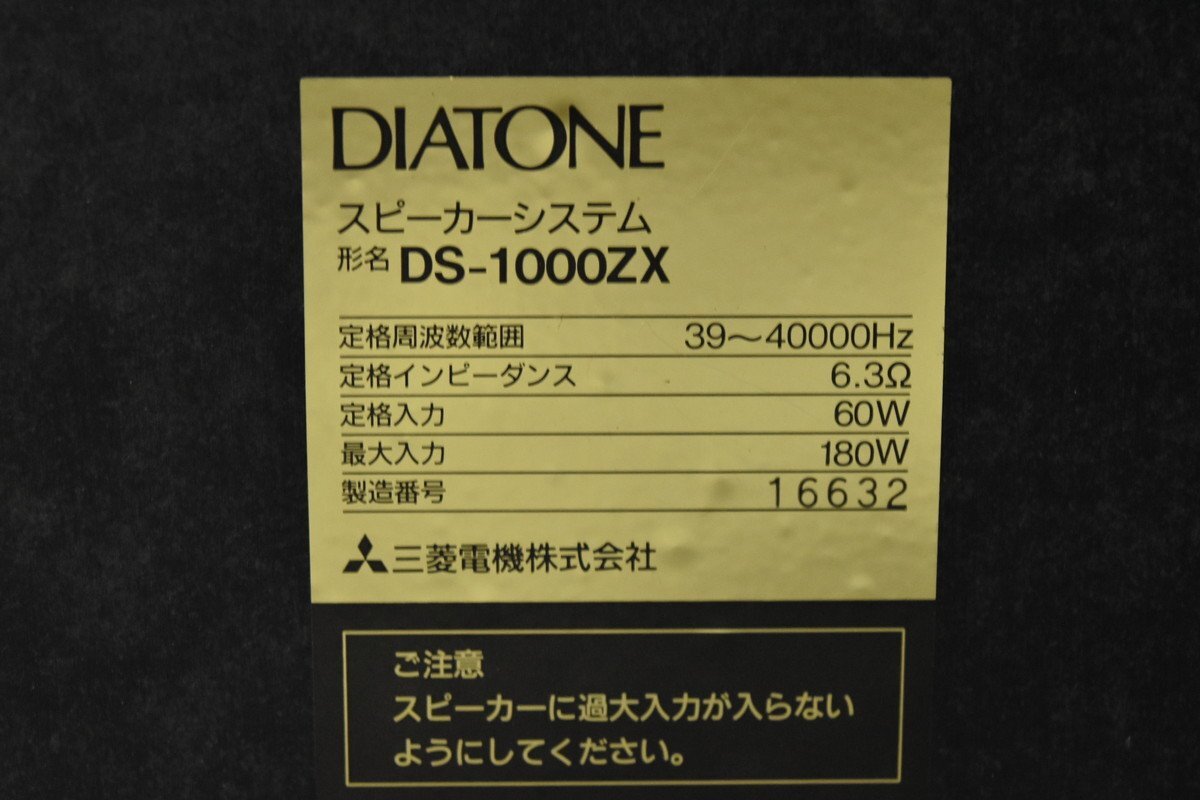 DIATONE
スピーカーシステム
形名 DS-1000ZX
定格周波数範囲 39～40000Hz
定格インピーダンス 6.3Ω
定格入力 60W
最大入力 180W
製造番号 16632
三菱電機株式会社
ご注意
スピーカーに過大入力が入らない
ようにしてください。